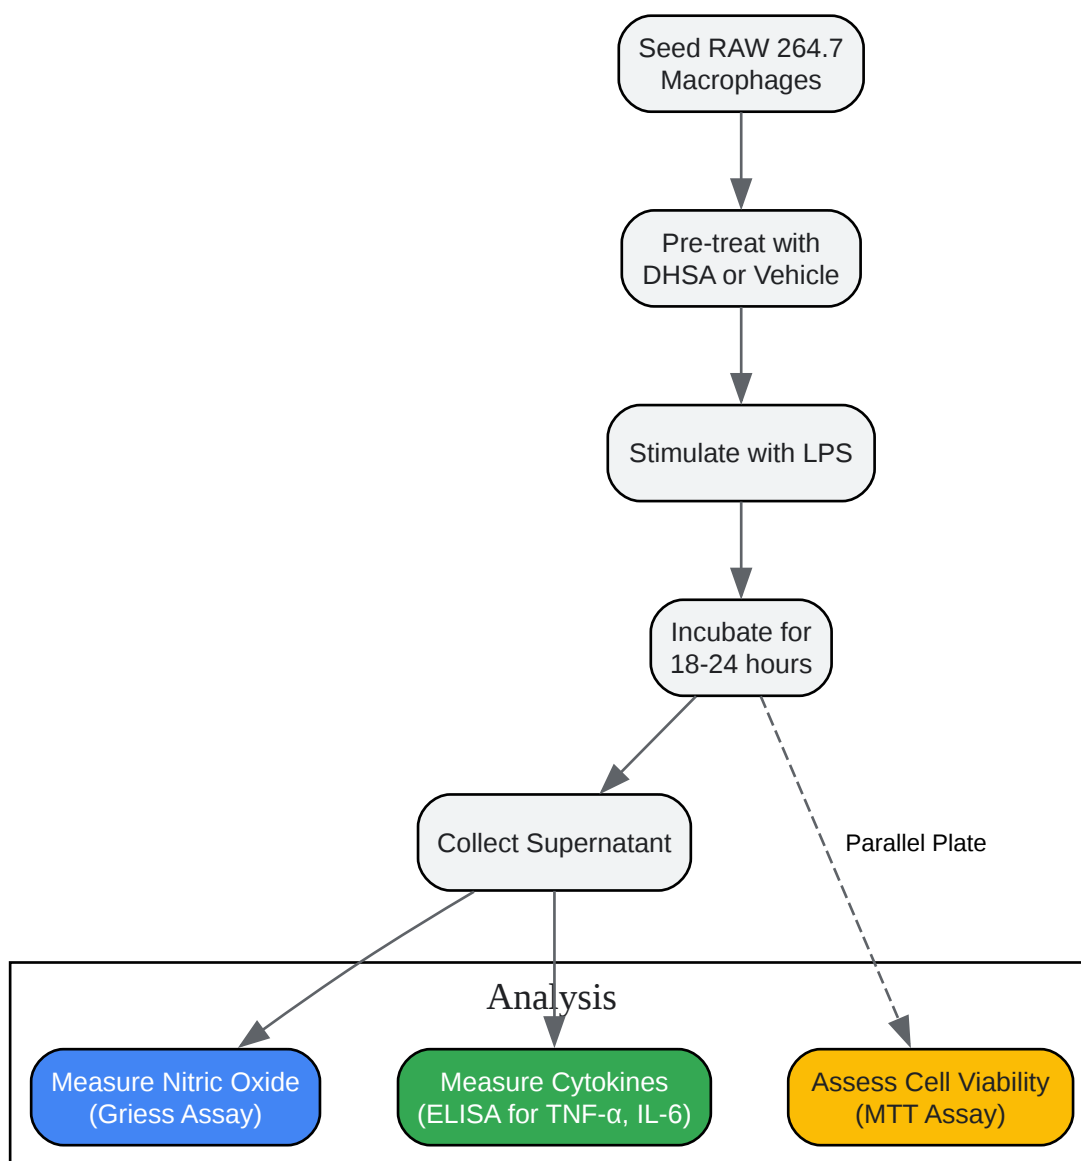 Seed RAW 264.7
Macrophages
Pre-treat with
DHSA or Vehicle
Stimulate with LPS
Incubate for
18-24 hours
Collect Supernatant
Parallel Plate
Analysis
Measure Nitric Oxide
(Griess Assay)
Measure Cytokines
(ELISA for TNF-α, IL-6)
Assess Cell Viability
(MTT Assay)